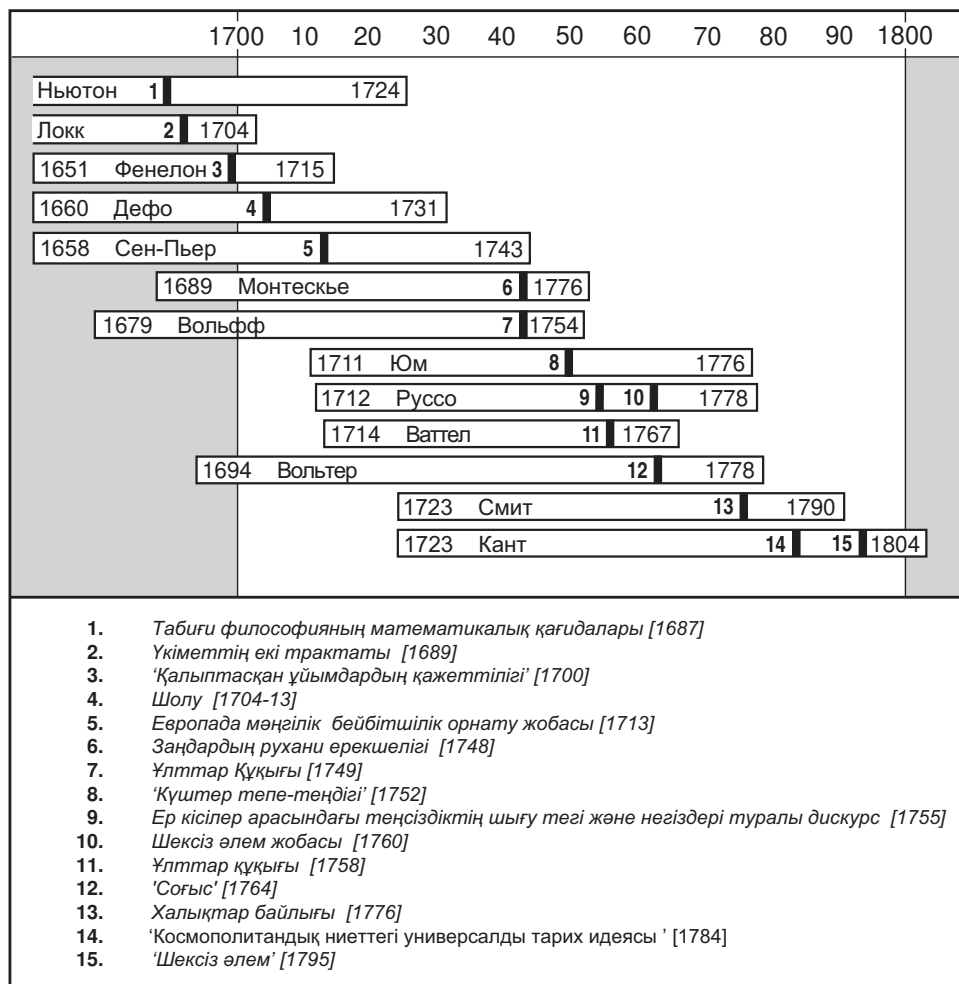 1700 10 20 30 40 50 60 70 80 90 1800
Ньютон 1 1724
Локк 2 1704
1651 Фенелон 3 1715
1660 Дефо 4 1731
1658 Сен-Пьер 5 1743
1689 Монтескье 6 1776
1679 Вольфф 7 1754
1711 Юм 8 1776
1712 Руссо 9 10 1778
1714 Ваттел 11 1767
1694 Вольтер 12 1778
1723 Смит 13 1790
1723 Кант 14 15 1804
1. Табиғи философияның математикалық қағидалары [1687]
2. Үкіметтің екі трактаты [1689]
3. ‘Қалыптасқан ұйымдардың қажеттілігі’ [1700]
4. Шолу [1704-13]
5. Европада мәңгілік бейбітшілік орнату жобасы [1713]
6. Заңдардың рухани ерекшелігі [1748]
7. Ұлттар Құқығы [1749]
8. ‘Күштер тепе-теңдігі’ [1752]
9. Ер кісілер арасындағы теңсіздіктің шығу тегі және негіздері туралы дискурс [1755]
10. Шексіз әлем жобасы [1760]
11. Ұлттар құқығы [1758]
12. 'Соғыс' [1764]
13. Халықтар байлығы [1776]
14. ‘Космополитандық ниеттегі универсалды тарих идеясы ’ [1784]
15. ‘Шексіз әлем’ [1795]